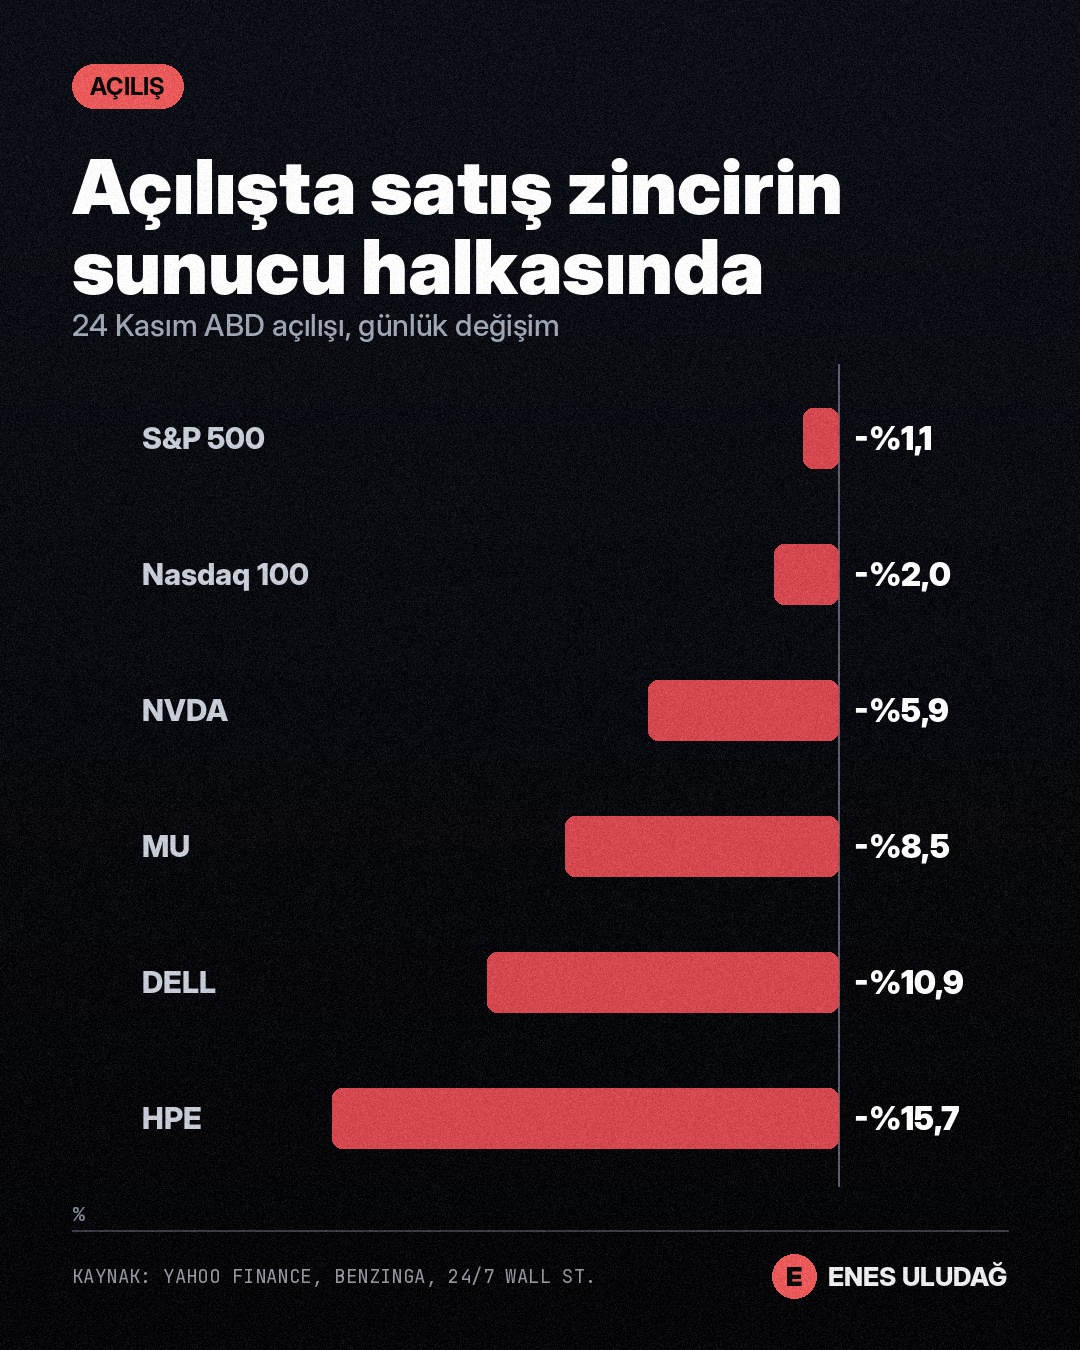 AÇILIŞ
Açılışta satış zincirin
sunucu halkasında
24 Kasım ABD açılışı, günlük değişim
S&P 500 -%1,1
Nasdaq 100 -%2,0
NVDA -%5,9
MU -%8,5
DELL -%10,9
HPE -%15,7
%
KAYNAK: YAHOO FINANCE, BENZINGA, 24/7 WALL ST.
E ENES ULUDAĞ